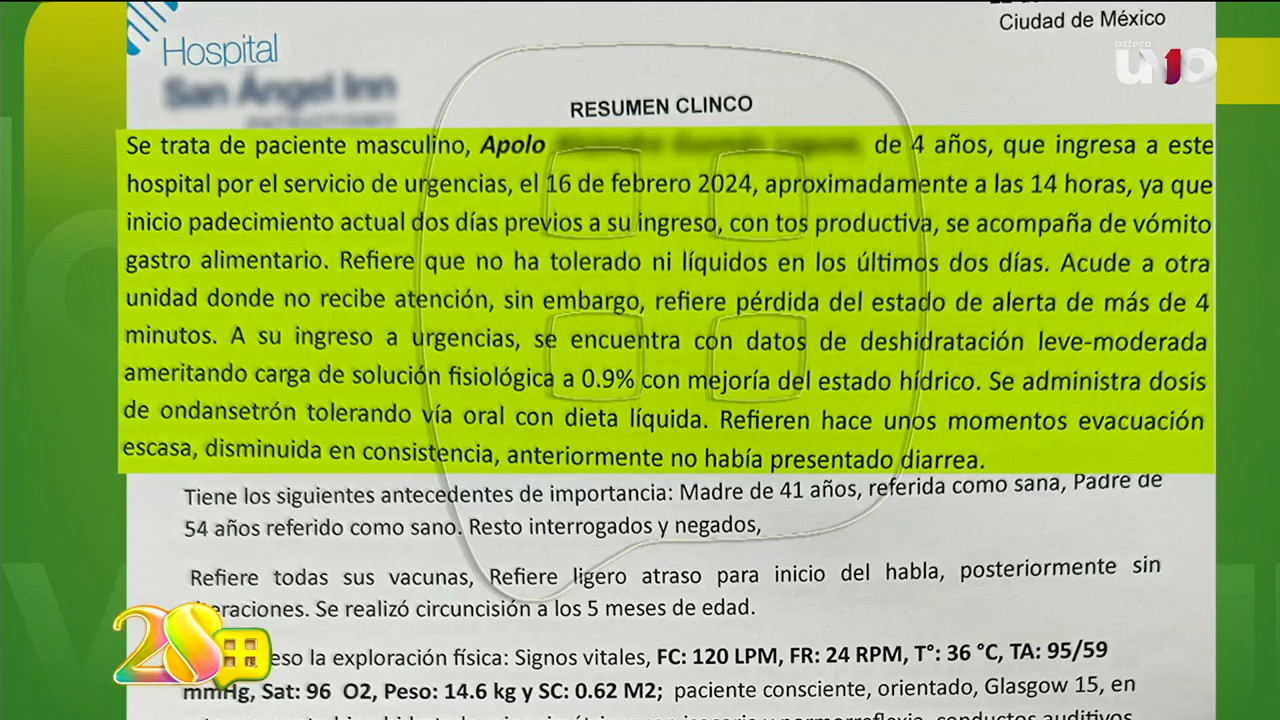 Ciudad de México
azteca
UNO
Hospital
San Ángel Inn
RESUMEN CLINCO
Se trata de paciente masculino, Apolo de 4 años, que ingresa a este
hospital por el servicio de urgencias, el 16 de febrero 2024, aproximadamente a las 14 horas, ya que
inicio padecimiento actual dos días previos a su ingreso, con tos productiva, se acompaña de vómito
gastro alimentario. Refiere que no ha tolerado ni líquidos en los últimos dos días. Acude a otra
unidad donde no recibe atención, sin embargo, refiere pérdida del estado de alerta de más de 4
minutos. A su ingreso a urgencias, se encuentra con datos de deshidratación leve-moderada
ameritando carga de solución fisiológica a 0.9% con mejoría del estado hídrico. Se administra dosis
de ondansetrón tolerando vía oral con dieta líquida. Refieren hace unos momentos evacuación
escasa, disminuida en consistencia, anteriormente no había presentado diarrea.
Tiene los siguientes antecedentes de importancia: Madre de 41 años, referida como sana, Padre de
54 años referido como sano. Resto interrogados y negados,
Refiere todas sus vacunas, Refiere ligero atraso para inicio del habla, posteriormente sin
eraciones. Se realizó circuncisión a los 5 meses de edad.
eso la exploración física: Signos vitales, FC: 120 LPM, FR: 24 RPM, T°: 36 °C, TA: 95/59
mmHg, Sat: 96 O2, Peso: 14.6 kg y SC: 0.62 M2; paciente consciente, orientado, Glasgow 15, en
28